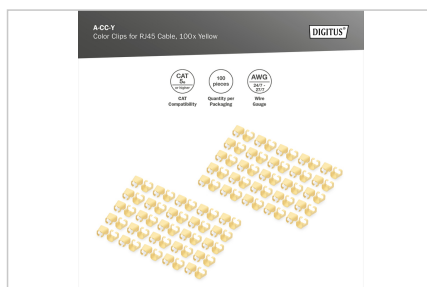 A-CC-Y
Color Clips for RJ45 Cable, 100x Yellow
DIGITUS®
CAT
5e
or higher
CAT
Compatibility
100
pieces
Quantity per
Packaging
AWG
24/7 -
27/7
Wire
Gauge